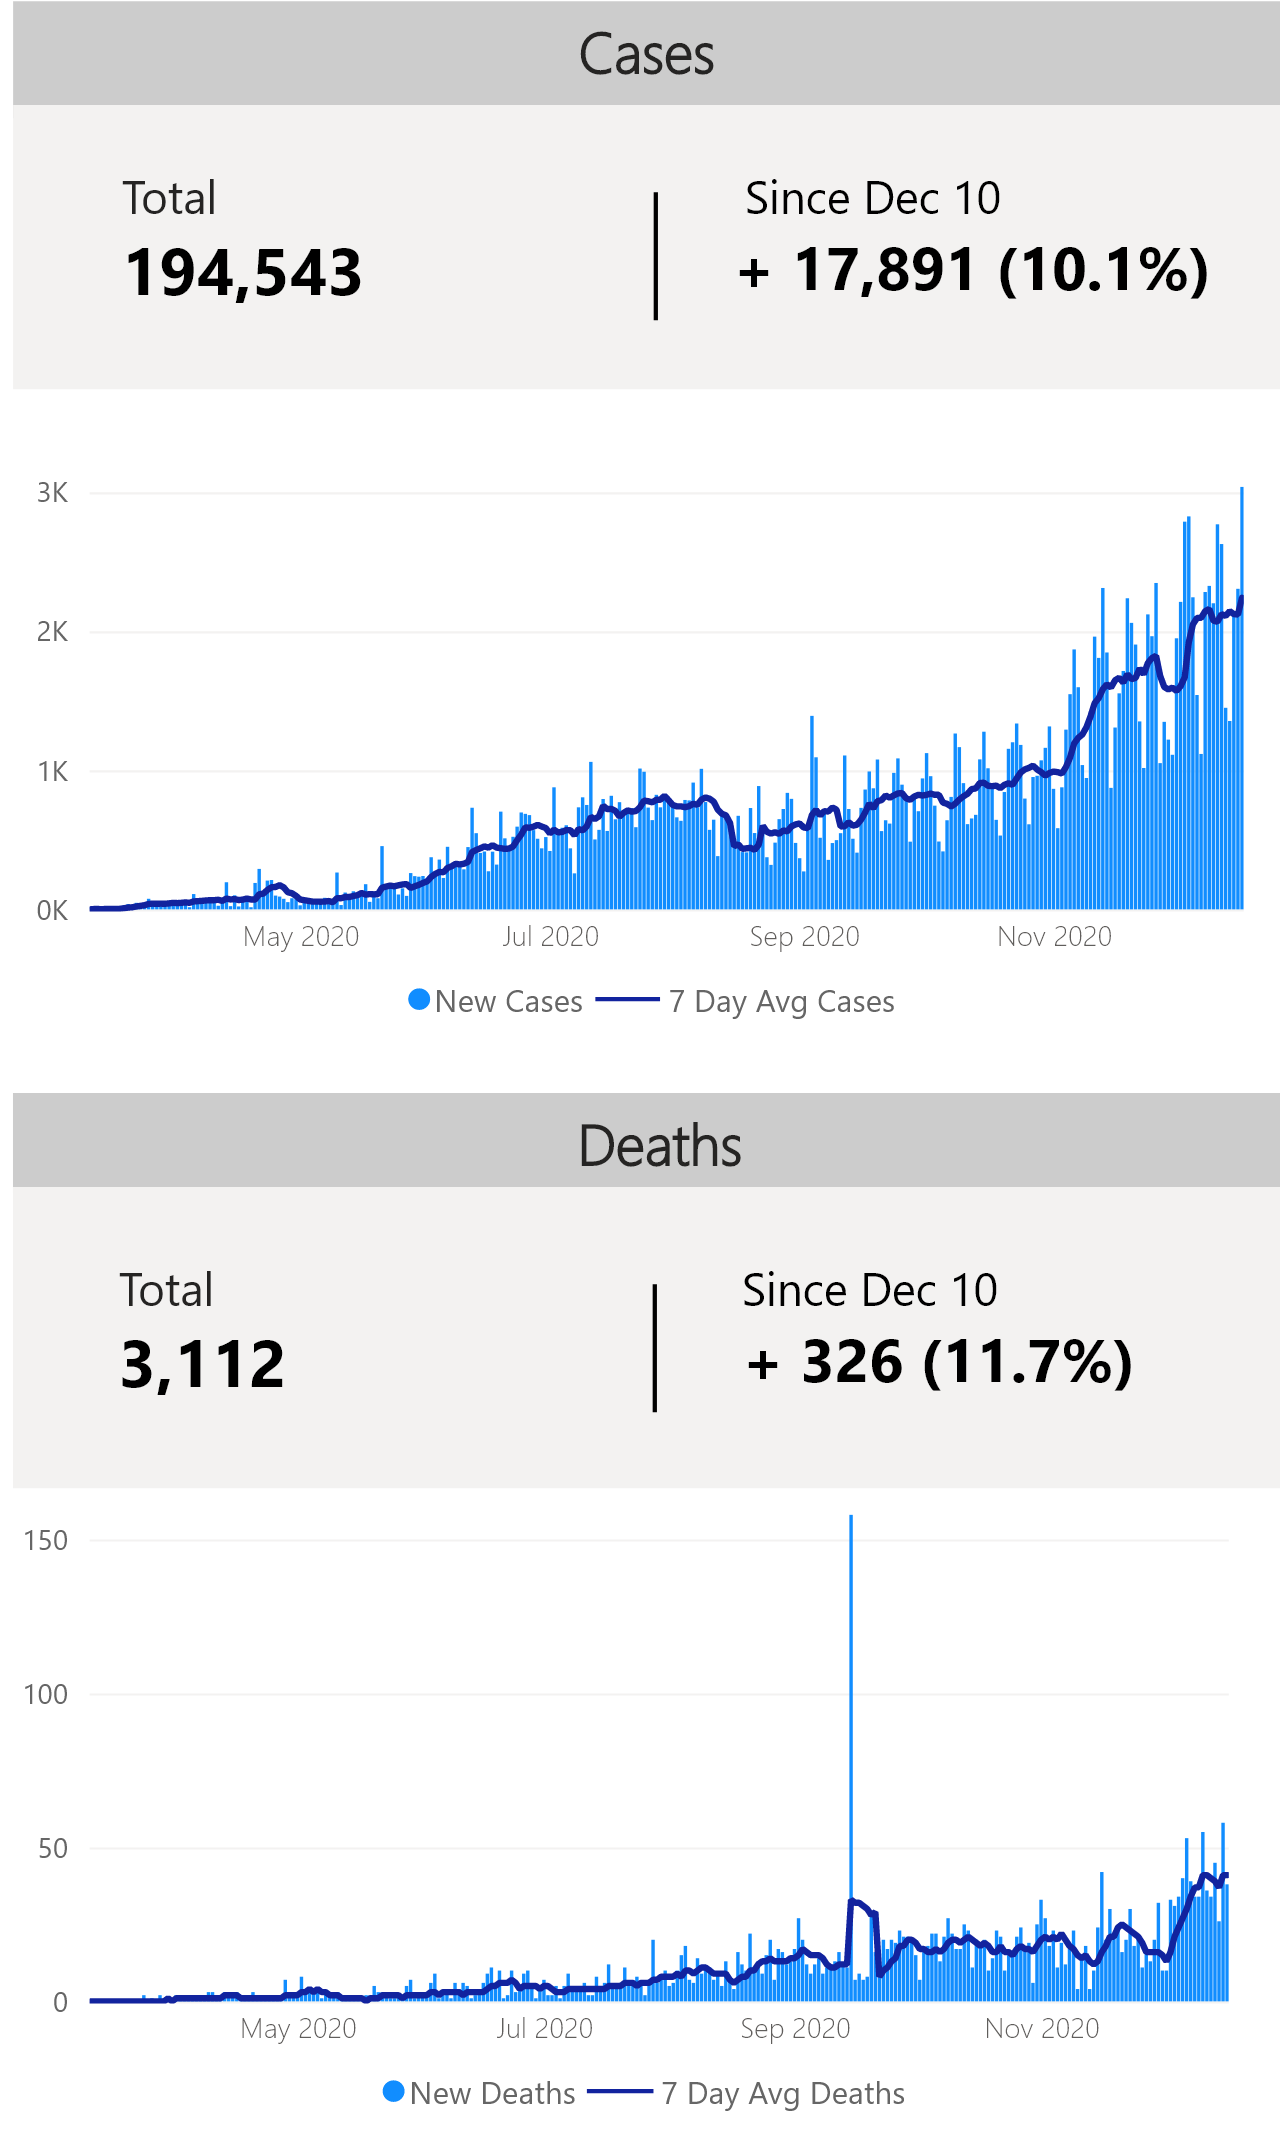 Cases
Total
Since Dec 10
194,543
+ 17,891 (10.1%)
3K
2K
1K
0K
May 2020
Jul 2020
Sep 2020
Nov 2020
New Cases
7 Day Avg Cases
Deaths
Total
Since Dec 10
3,112
+ 326 (11.7%)
150
100
50
0
May 2020
Jul 2020
Sep 2020
Nov 2020
New Deaths
7 Day Avg Deaths